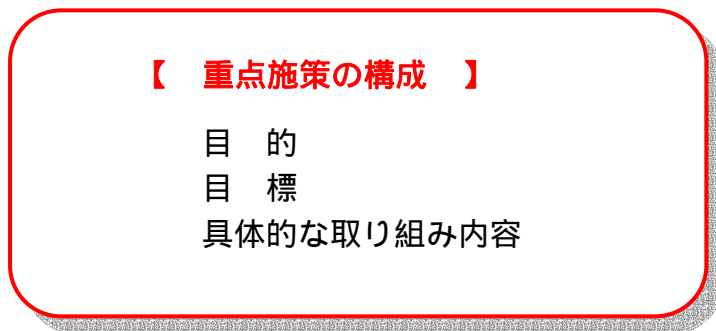 【　重点施策の構成　】
目　的
目　標
具体的な取り組み内容